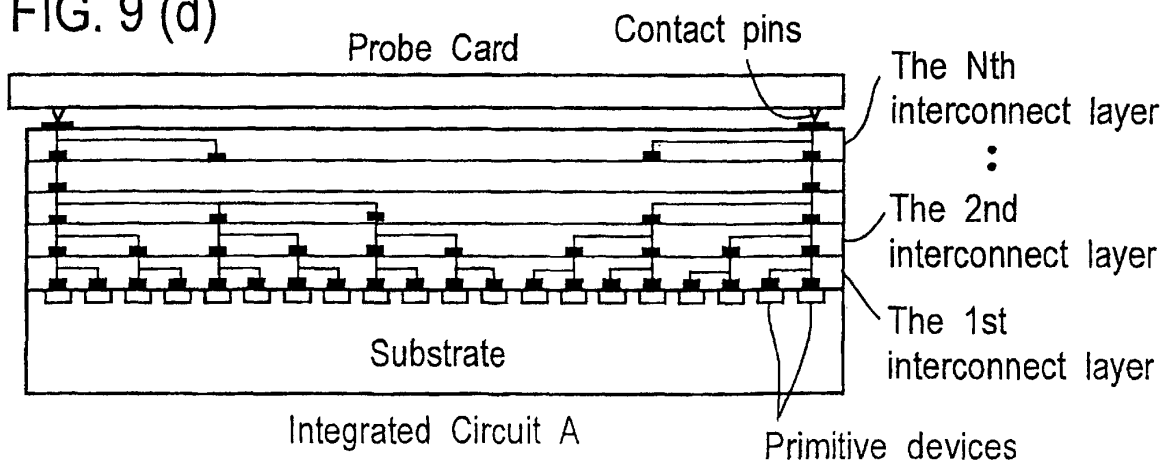 FIG. 9 (d)
Probe Card
Contact pins
The Nth
interconnect layer
The 2nd
interconnect layer
The 1st
interconnect layer
Substrate
Integrated Circuit A
Primitive devices